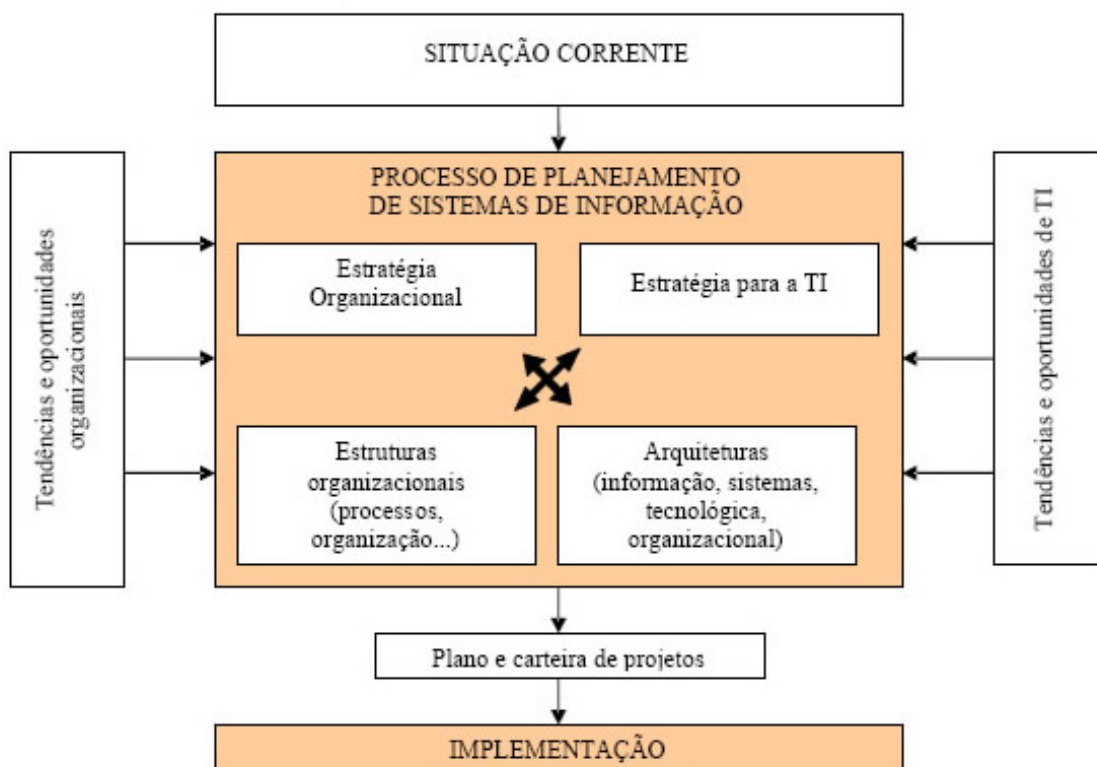 SITUAÇÃO CORRENTE
Tendências e oportunidades
organizacionais
PROCESSO DE PLANEJAMENTO
DE SISTEMAS DE INFORMAÇÃO
Estratégia
Organizacional
Estratégia para a TI
Estruturas
organizacionais
(processos,
organização...)
Arquiteturas
(informação, sistemas,
tecnológica,
organizacional)
Tendências e oportunidades de TI
Plano e carteira de projetos
IMPLEMENTAÇÃO